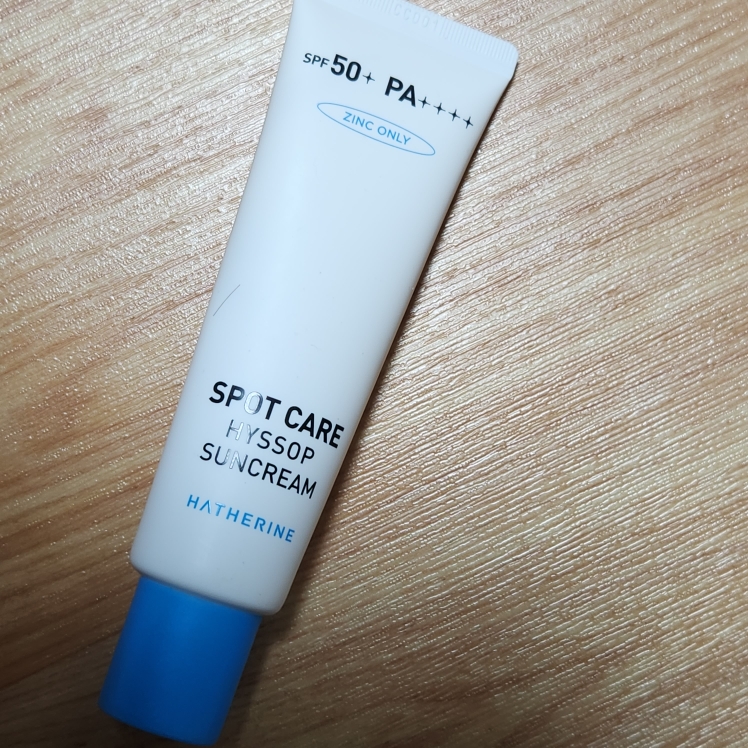 SPF 50+ PA++++
ZINC ONLY
SPOT CARE
HYSSOP
SUNCREAM
HATHERINE